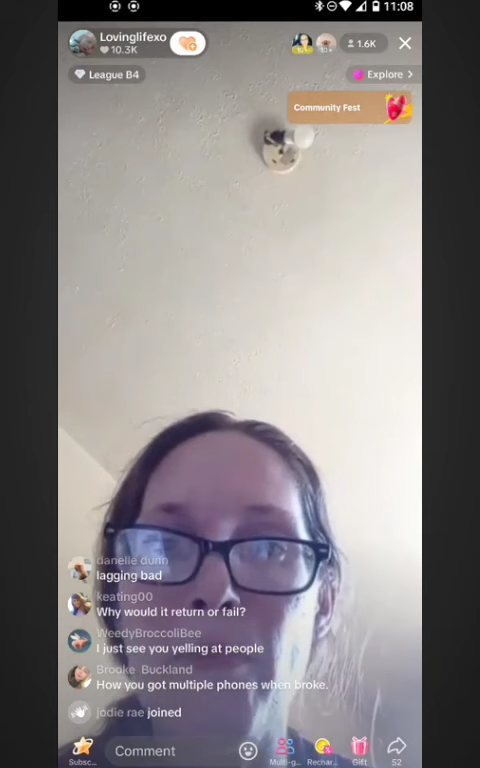 11:08
Lovinglifexo
10.3K
1.6K
League B4
Explore >
Community Fest
danelle dunn
lagging bad
keating00
Why would it return or fail?
WeedyBroccoliBee
I just see you yelling at people
Brooke Buckland
How you got multiple phones when broke.
jodie rae joined
Comment
Subsc...
Multi-g...
Rechar...
Gift
52